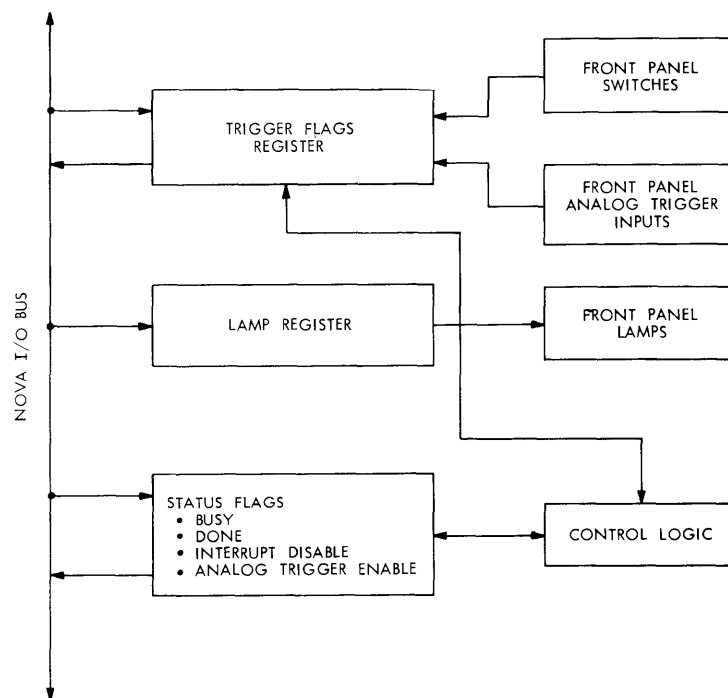 FRONT PANEL
SWITCHES
TRIGGER FLAGS
REGISTER
FRONT PANEL
ANALOG TRIGGER
INPUTS
LAMP REGISTER
FRONT PANEL
LAMPS
NOVA I/O BUS
STATUS FLAGS
• BUSY
• DONE
• INTERRUPT DISABLE
• ANALOG TRIGGER ENABLE
CONTROL LOGIC